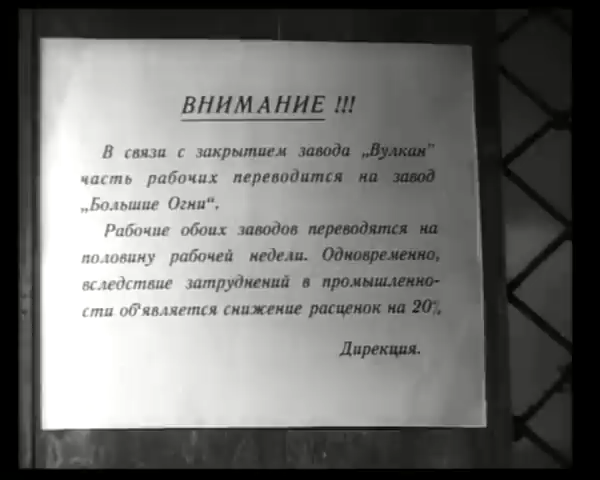 ВНИМАНИЕ !!!
В связи с закрытием завода „Вулкан"
часть рабочих переводится на завод
„Большие Огни“.
Рабочие обоих заводов переводятся на
половину рабочей недели. Одновременно,
вследствие затруднений в промышленно-
сти об'является снижение расценок на 20%.
Дирекция.